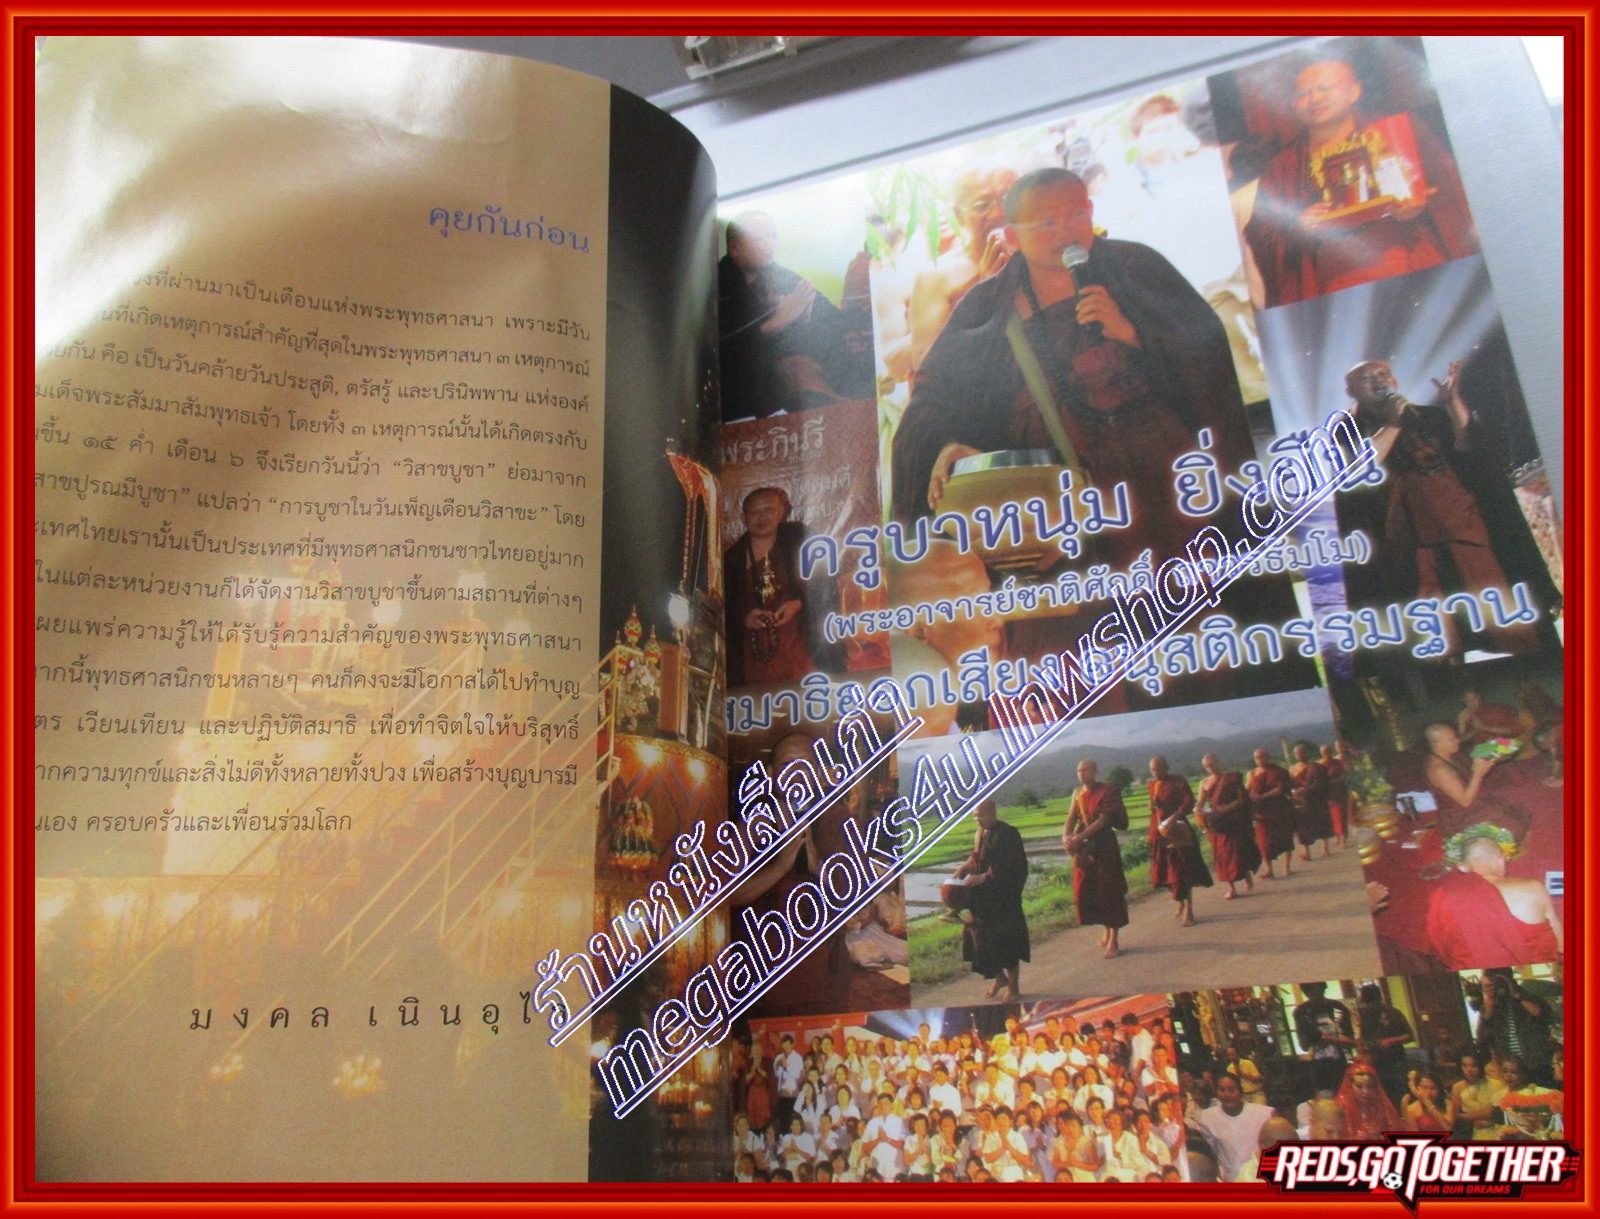 คุยกันก่อน
ที่ผ่านมาเป็นเดือนแห่งพระพุทธศาสนา เพราะมีวัน
ที่เกิดเหตุการณ์สำคัญที่สุดในพระพุทธศาสนา ๓ เหตุการณ์
กัน คือ เป็นวันคล้ายวันประสูติ, ตรัสรู้ และปรินิพพาน แห่งองค์
มเด็จพระสัมมาสัมพุทธเจ้า โดยทั้ง ๓ เหตุการณ์นั้นได้เกิดตรงกับ
ขึ้น ๑๕ ค่ำ เดือน ๖ จึงเรียกวันนี้ว่า “วิสาขบูชา” ย่อมาจาก
สาขปุรณมีบูชา” แปลว่า “การบูชาในวันเพ็ญเดือนวิสาขะ” โดย
ะเทศไทยเรานั้นเป็นประเทศที่มีพุทธศาสนิกชนชาวไทยอยู่มาก
ในแต่ละหน่วยงานก็ได้จัดงานวิสาขบูชาขึ้นตามสถานที่ต่างๆ
ผยแพร่ความรู้ให้ได้รับรู้ความสำคัญของพระพุทธศาสนา
ากนี้พุทธศาสนิกชนหลายๆ คนก็คงจะมีโอกาสได้ไปทำบุญ
ตร เวียนเทียน และปฏิบัติสมาธิ เพื่อทำจิตใจให้บริสุทธิ์
ากความทุกข์และสิ่งไม่ดีทั้งหลายทั้งปวง เพื่อสร้างบุญบารมี
นเอง ครอบครัวและเพื่อนร่วมโลก
มงคล
พระกินรี
ครูบาหนุ่ม ยิ่งยืน
(พระอาจารย์ชาติศักดิ์
สมาธิออกเสียง อนุสติกรรมฐาน
ร้านหนังสือเก่า
megabooks4u.lnwshop.com
REDS,GO TOGETHER
FOR OUR DREAMS